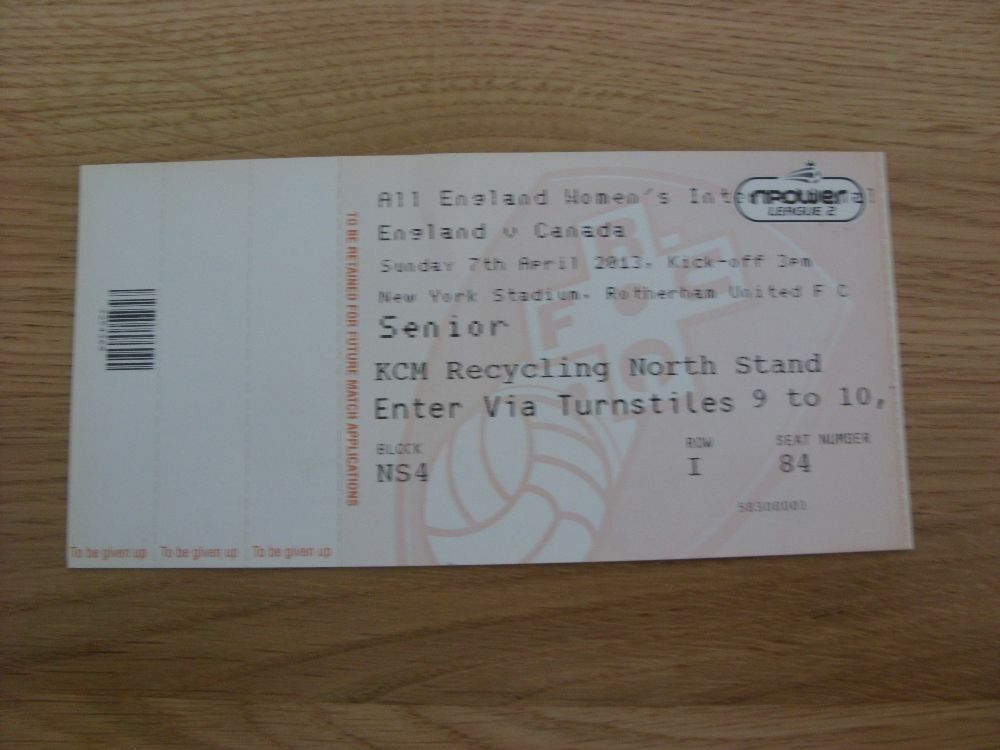 All England Women's
England v Canada
Sunday 7th April 2013. Kick-off 2pm
New York Stadium. Rotherham United F C
Senior
KCM Recycling North Stand
Enter Via Turnstiles 9 to 10,
BLOCK ROW SEAT NUMBER
NS4 I 84
npower
LEAGUE 2
TO BE RETAINED FOR FUTURE MATCH APPLICATIONS
To be given up To be given up To be given up
R.
F C